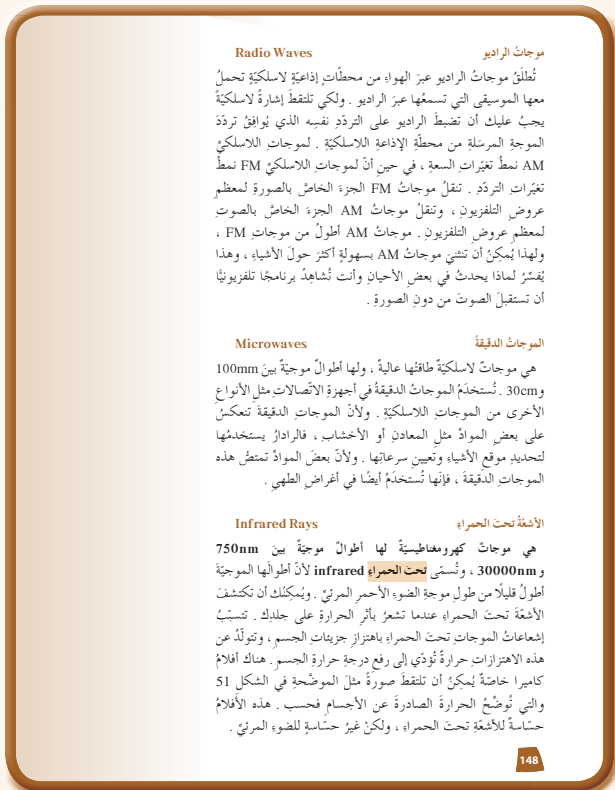 موجاتُ الراديو Radio Waves
تُطلَقُ موجاتُ الراديو عبرَ الهواءِ من محطّاتٍ إذاعيّةٍ لاسلكيّةٍ تحملُ
معها الموسيقى التي تسمعُها عبرَ الراديو . ولكي تلتقطَ إشارةً لاسلكيّةً
يجبُ عليك أن تضبطَ الراديو على التردّدِ نفسِه الذي يُوافِقُ تردّدَ
الموجةِ المرسَلةِ من محطّةِ الإذاعةِ اللاسلكيّةِ . لموجاتِ اللاسلكيِّ
AM نمطُ تغيّراتِ السعةِ ، في حينِ أنّ لموجاتِ اللاسلكيِّ FM نمطُ
تغيّراتِ التردّدِ . تنقلُ موجاتُ FM الجزءَ الخاصَّ بالصورةِ لمعظمِ
عروضِ التلفزيونِ ، وتنقلُ موجاتُ AM الجزءَ الخاصَّ بالصوتِ
لمعظمِ عروضِ التلفزيونِ . موجاتُ AM أطولُ من موجاتِ FM ،
ولهذا يُمكِنُ أن تنثنيَ موجاتُ AM بسهولةٍ أكثرَ حولَ الأشياءِ ، وهذا
يُفسِّرُ لماذا يحدثُ في بعضِ الأحيانِ وأنت تُشاهِدُ برنامجًا تلفزيونيًّا
أن تستقبلَ الصوتَ من دونِ الصورةِ .
الموجاتُ الدقيقةُ Microwaves
هي موجاتٌ لاسلكيّةٌ طاقتُها عاليةٌ ، ولها أطوالٌ موجيّةٌ بينَ 100mm
و30cm . تُستخدَمُ الموجاتُ الدقيقةُ في أجهزةِ الاتّصالاتِ مثلِ الأنواعِ
الأخرى من الموجاتِ اللاسلكيّةِ . ولأنّ الموجاتِ الدقيقةَ تنعكسُ
على بعضِ الموادِّ مثلِ المعادنِ أو الأخشابِ ، فالرادارُ يستخدمُها
لتحديدِ موقعِ الأشياءِ وتعيينِ سرعاتِها . ولأنّ بعضَ الموادِّ تمتصُّ هذه
الموجاتِ الدقيقةَ ، فإنّها تُستخدَمُ أيضًا في أغراضِ الطهيِ .
الأشعّةُ تحتَ الحمراءِ Infrared Rays
هي موجاتٌ كهرومغناطيسيّةٌ لها أطوالٌ موجيّةٌ بينَ 750nm
و30000nm ، وتُسمّى تحتَ الحمراءِ infrared لأنّ أطوالَها الموجيّةَ
أطولُ قليلًا من طولِ موجةِ الضوءِ الأحمرِ المرئيِّ . ويُمكِنُك أن تكتشفَ
الأشعّةَ تحتَ الحمراءِ عندما تشعرُ بأثرِ الحرارةِ على جلدِك . تتسبّبُ
إشعاعاتُ الموجاتِ تحتَ الحمراءِ باهتزازِ جزيئاتِ الجسمِ ، وتتولّدُ عن
هذه الاهتزازاتِ حرارةٌ تُؤدّي إلى رفعِ درجةِ حرارةِ الجسمِ . هناك أفلامُ
كاميرا خاصّةٌ يُمكِنُ أن تلتقطَ صورةً مثلَ الموضَّحةِ في الشكلِ 51
والتي تُوضِّحُ الحرارةَ الصادرةَ عن الأجسامِ فحسب . هذه الأفلامُ
حسّاسةٌ للأشعّةِ تحتَ الحمراءِ ، ولكنْ غيرُ حسّاسةٍ للضوءِ المرئيِّ .
148